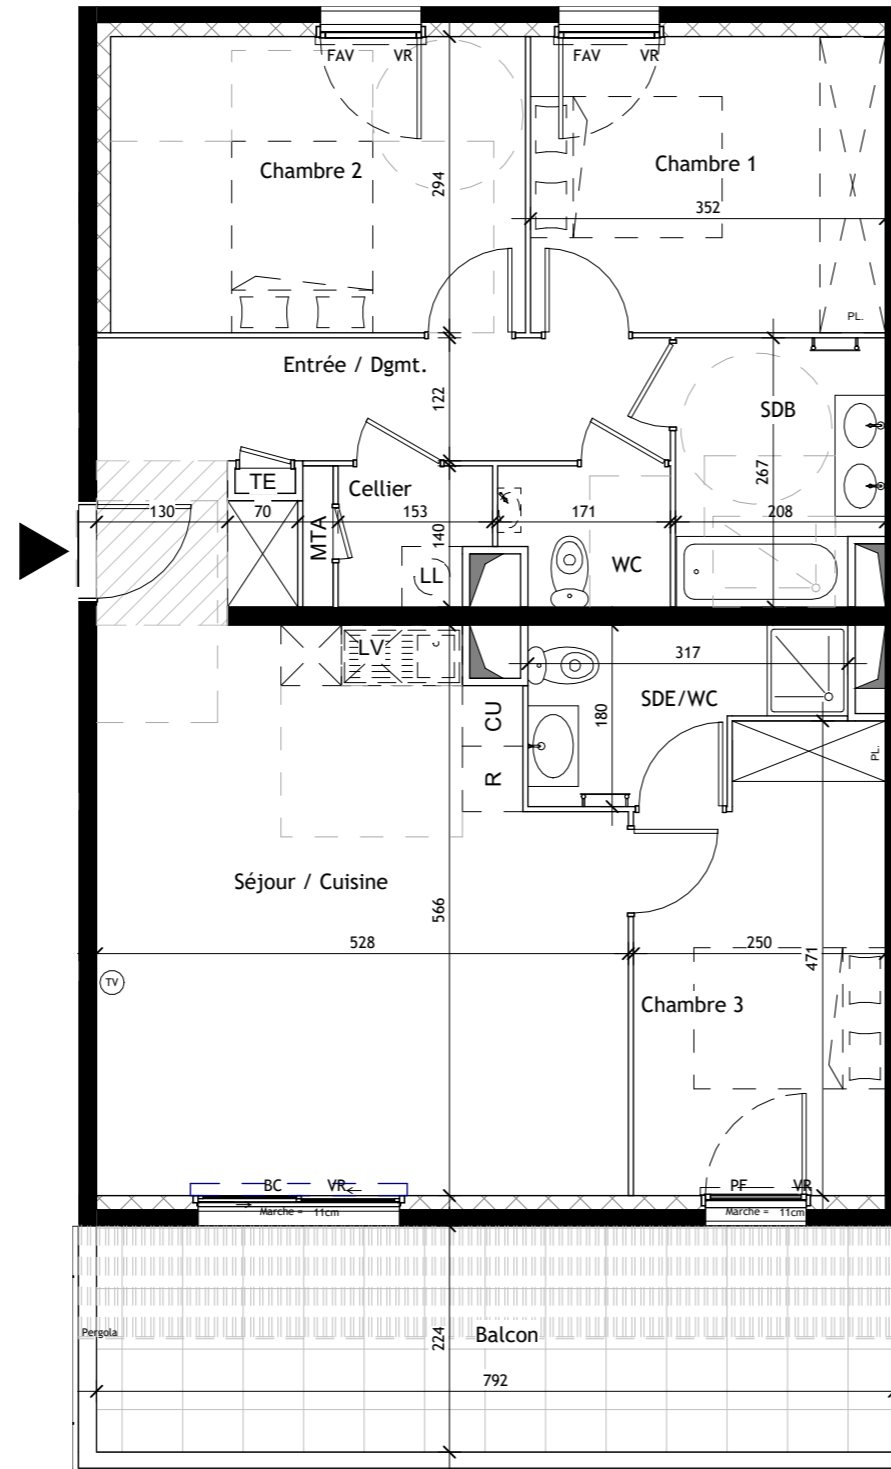 FAV VR
FAV VR
Chambre 2
Chambre 1
294
352
PL.
Entrée / Dgmt.
122
SDB
267
TE
Cellier
130
70
MTA
153
140
171
208
LL
WC
LV
317
SDE/WC
CU
180
R
PL.
Séjour / Cuisine
566
528
250
471
TV
Chambre 3
BC VR
PF VR
Marche = 11cm
Marche = 11cm
Pergola
224
Balcon
792